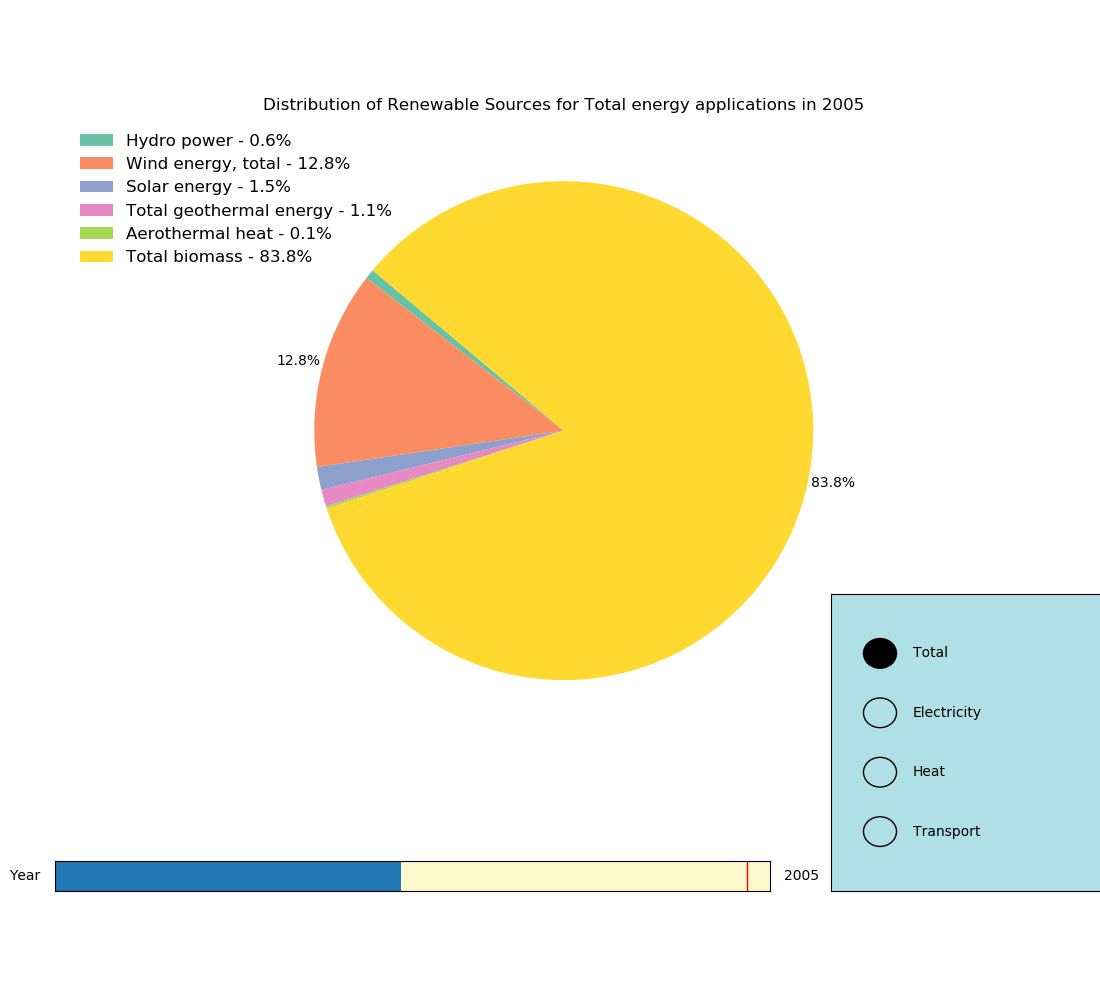 Distribution of Renewable Sources for Total energy applications in 2005
Hydro power - 0.6%
Wind energy, total - 12.8%
Solar energy - 1.5%
Total geothermal energy - 1.1%
Aerothermal heat - 0.1%
Total biomass - 83.8%
12.8%
83.8%
Total
Electricity
Heat
Transport
Year
2005